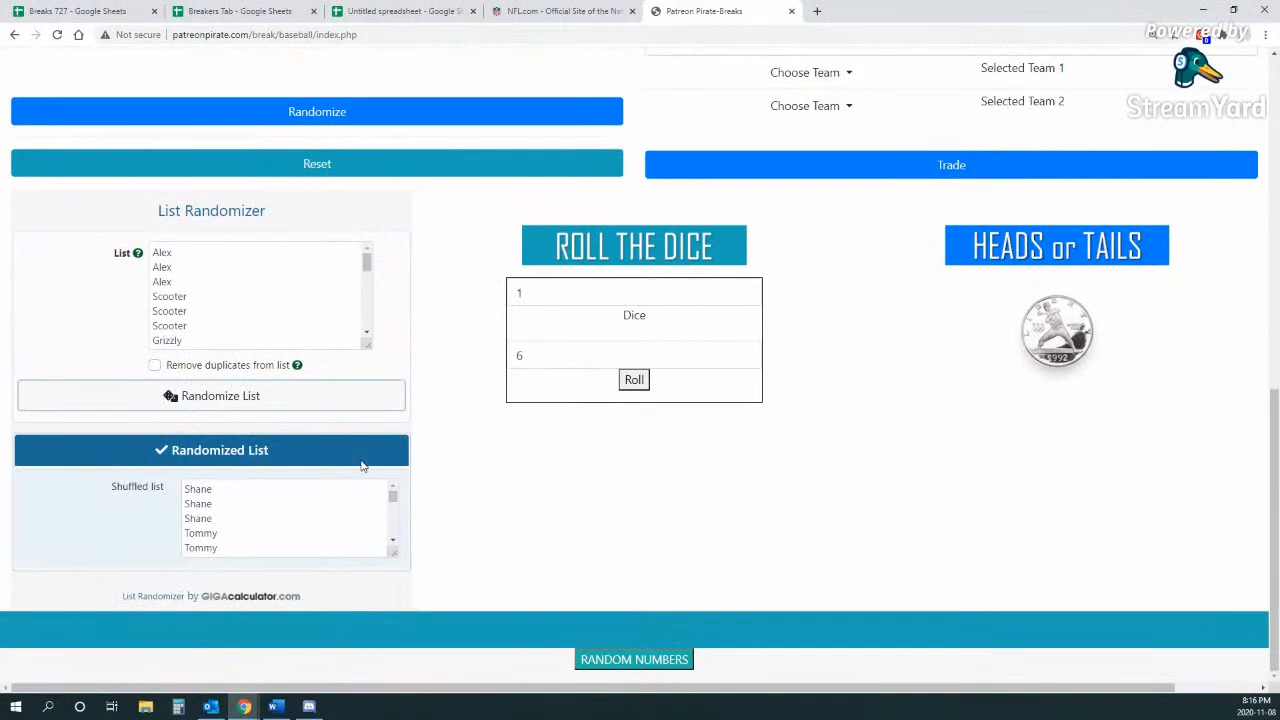 Breaks T27 - Google Sheets
Breakers Tab - Google Sheets
Untitled spreadsheet - Google Sh
NFL.com - Official Site of the Nat
Patreon Pirate-Breaks
Not secure
patreonpirate.com/break/baseball/index.php
Powered by
StreamYard
Choose Team
Selected Team 1
Choose Team
Selected Team 2
Randomize
Reset
Trade
List Randomizer
List
Alex
Alex
Alex
Scooter
Scooter
Scooter
Grizzly
Remove duplicates from list
Randomize List
Randomized List
Shuffled list
Shane
Shane
Shane
Tommy
Tommy
List Randomizer by GIGAcalculator.com
ROLL THE DICE
1
Dice
6
Roll
HEADS or TAILS
1992
RANDOM NUMBERS
8:16 PM
2020-11-08